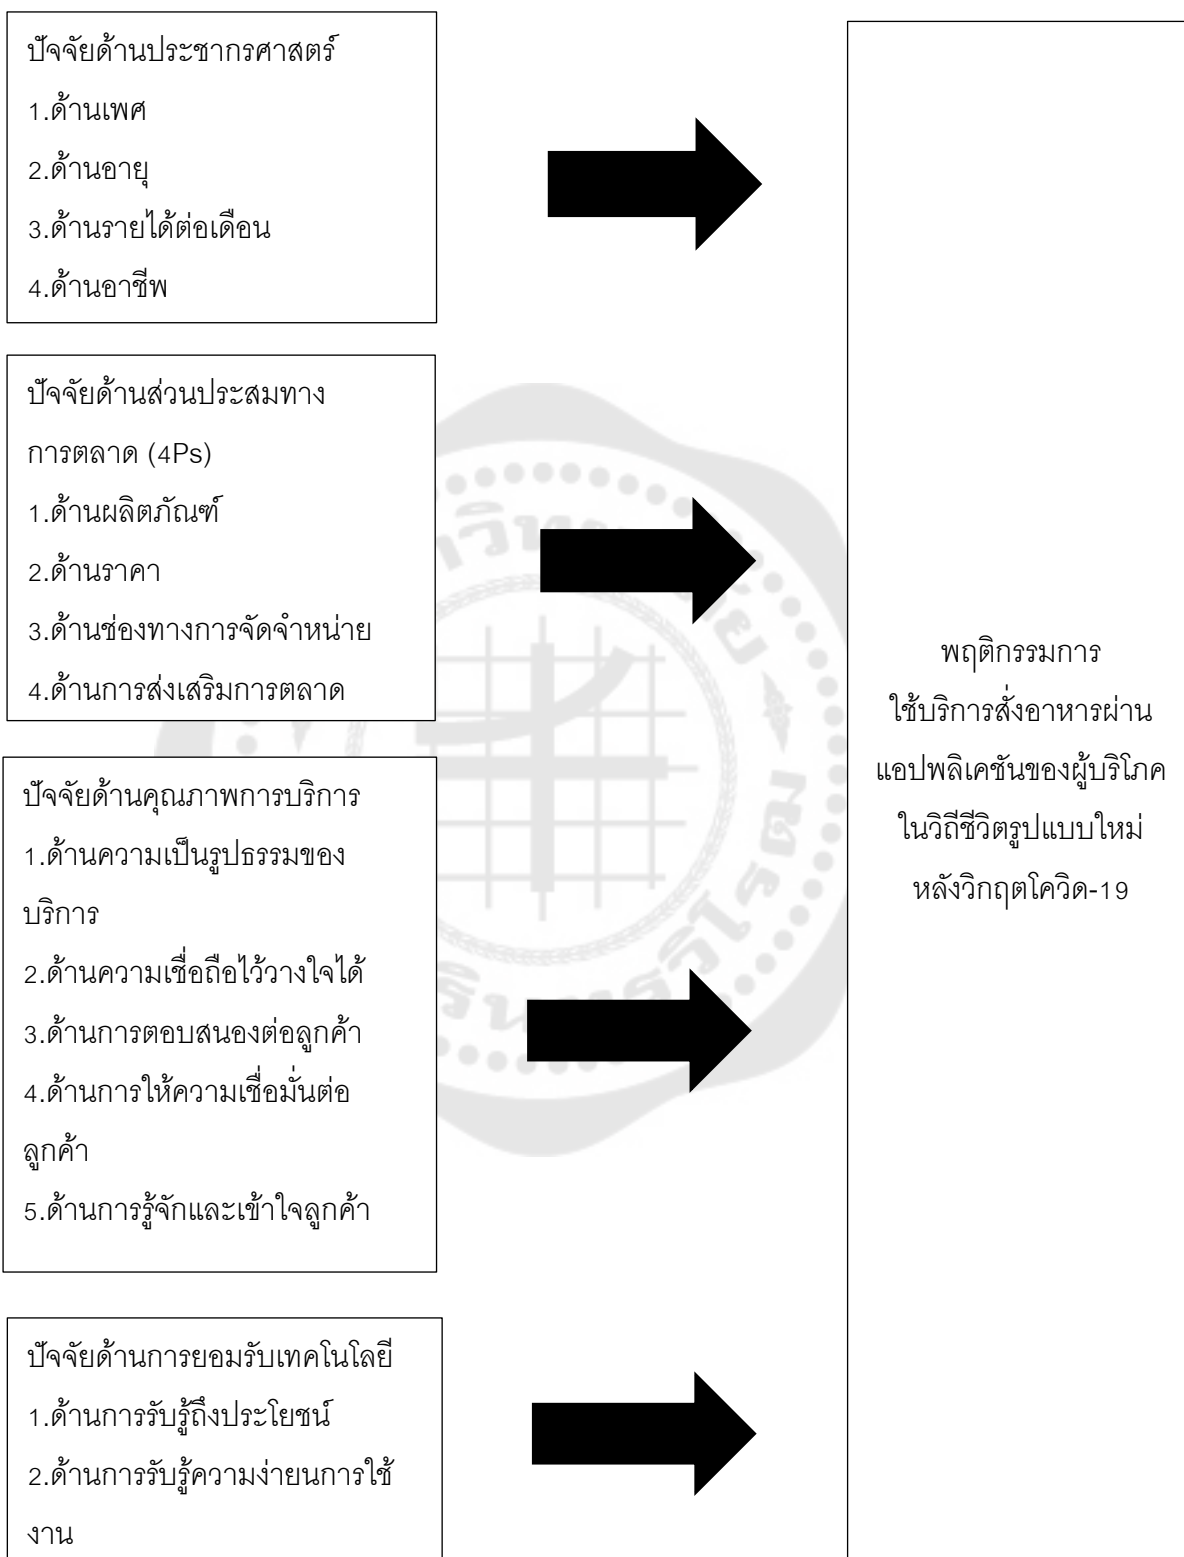 ปัจจัยด้านประชากรศาสตร์
1.ด้านเพศ
2.ด้านอายุ
3.ด้านรายได้ต่อเดือน
4.ด้านอาชีพ
ปัจจัยด้านส่วนประสมทาง
การตลาด (4Ps)
1.ด้านผลิตภัณฑ์
2.ด้านราคา
3.ด้านช่องทางการจัดจำหน่าย
4.ด้านการส่งเสริมการตลาด
ปัจจัยด้านคุณภาพการบริการ
1.ด้านความเป็นรูปธรรมของ
บริการ
2.ด้านความเชื่อถือไว้วางใจได้
3.ด้านการตอบสนองต่อลูกค้า
4.ด้านการให้ความเชื่อมั่นต่อ
ลูกค้า
5.ด้านการรู้จักและเข้าใจลูกค้า
ปัจจัยด้านการยอมรับเทคโนโลยี
1.ด้านการรับรู้ถึงประโยชน์
2.ด้านการรับรู้ความง่ายนการใช้
งาน
พฤติกรรมการ
ใช้บริการสั่งอาหารผ่าน
แอปพลิเคชันของผู้บริโภค
ในวิถีชีวิตรูปแบบใหม่
หลังวิกฤตโควิด-19